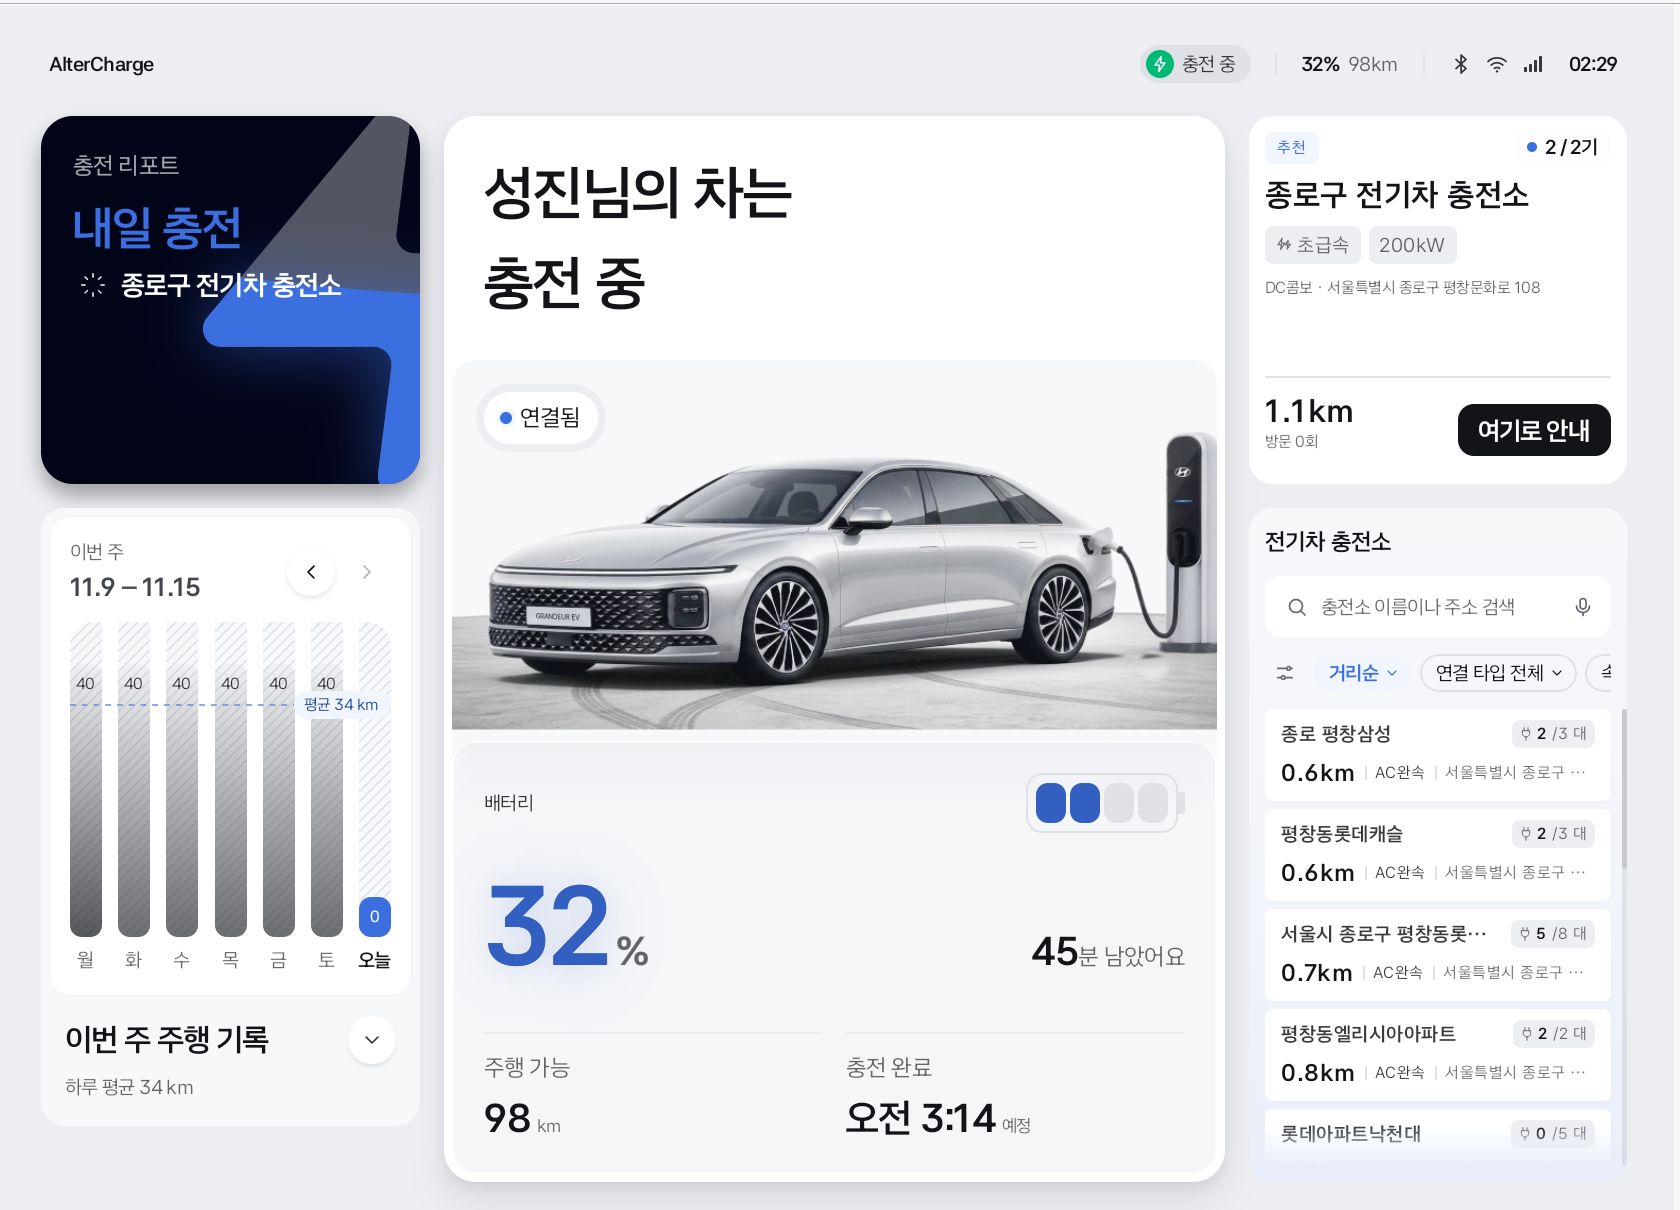 AlterCharge
충전 중
32% 98km
02:29
충전 리포트
내일 충전
종로구 전기차 충전소
이번 주
11.9 – 11.15
40 40 40 40 40 40
평균 34 km
0
월 화 수 목 금 토 오늘
이번 주 주행 기록
하루 평균 34 km
성진님의 차는
충전 중
연결됨
GRANDEUR EV
배터리
32%
45분 남았어요
주행 가능
98 km
충전 완료
오전 3:14 예정
추천
2 / 2기
종로구 전기차 충전소
초급속 200kW
DC콤보 · 서울특별시 종로구 평창문화로 108
1.1km
방문 0회
여기로 안내
전기차 충전소
충전소 이름이나 주소 검색
거리순 연결 타입 전체
종로 평창삼성 2 /3 대
0.6km AC완속 서울특별시 종로구 ···
평창동롯데캐슬 2 /3 대
0.6km AC완속 서울특별시 종로구 ···
서울시 종로구 평창동롯··· 5 /8 대
0.7km AC완속 서울특별시 종로구 ···
평창동엘리시아아파트 2 /2 대
0.8km AC완속 서울특별시 종로구 ···
롯데아파트낙천대 0 /5 대